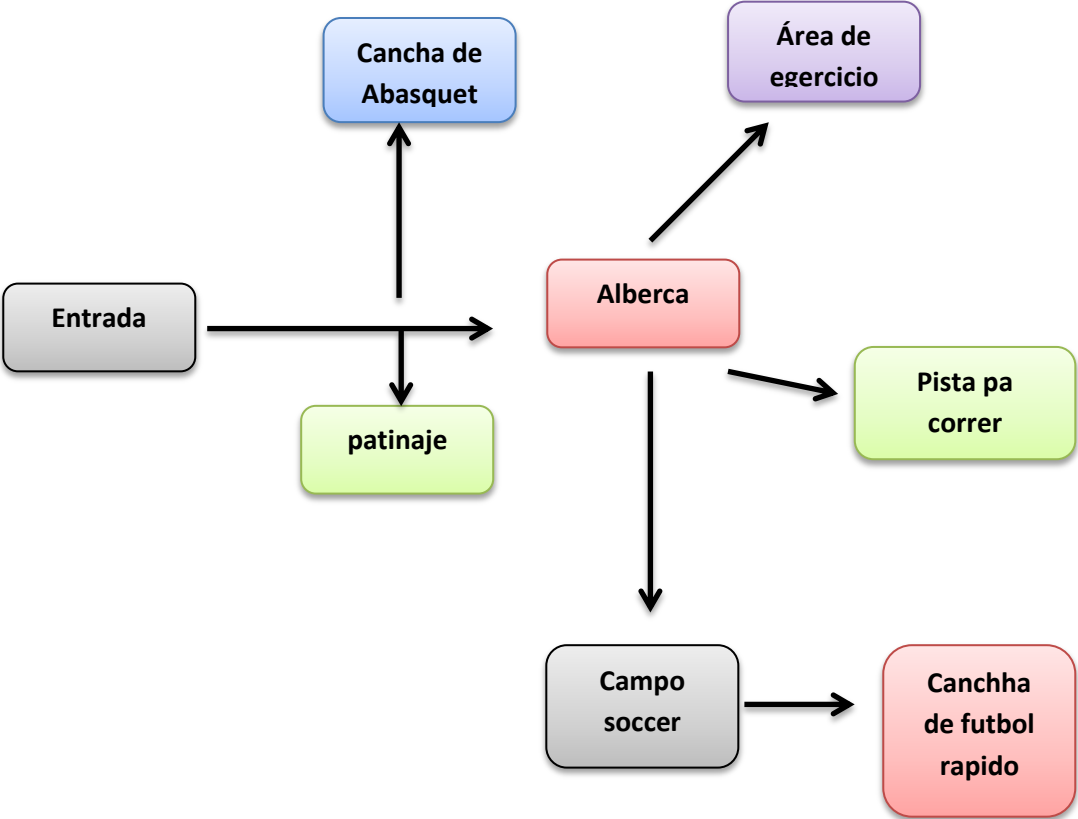 Cancha de
Abasquet
Área de
egercicio
Entrada
Alberca
patinaje
Pista pa
correr
Campo
soccer
Canchha
de futbol
rapido